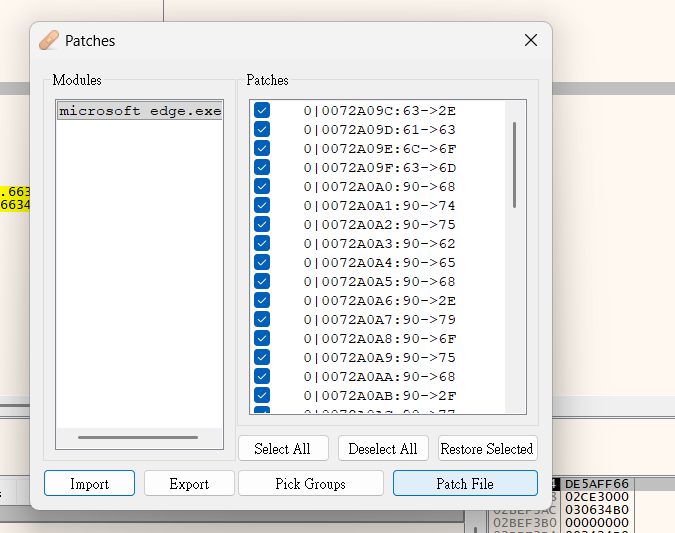 Patches
Modules
Patches
microsoft edge.exe
0|0072A09C:63->2E
0|0072A09D:61->63
0|0072A09E:6C->6F
0|0072A09F:63->6D
0|0072A0A0:90->68
0|0072A0A1:90->74
0|0072A0A2:90->75
0|0072A0A3:90->62
0|0072A0A4:90->65
0|0072A0A5:90->68
0|0072A0A6:90->2E
0|0072A0A7:90->79
0|0072A0A8:90->6F
0|0072A0A9:90->75
0|0072A0AA:90->68
0|0072A0AB:90->2F
.663
6634
Select All
Deselect All
Restore Selected
Import
Export
Pick Groups
Patch File
DE5AFF66
02CE3000
030634B0
02BEF3B0 00000000